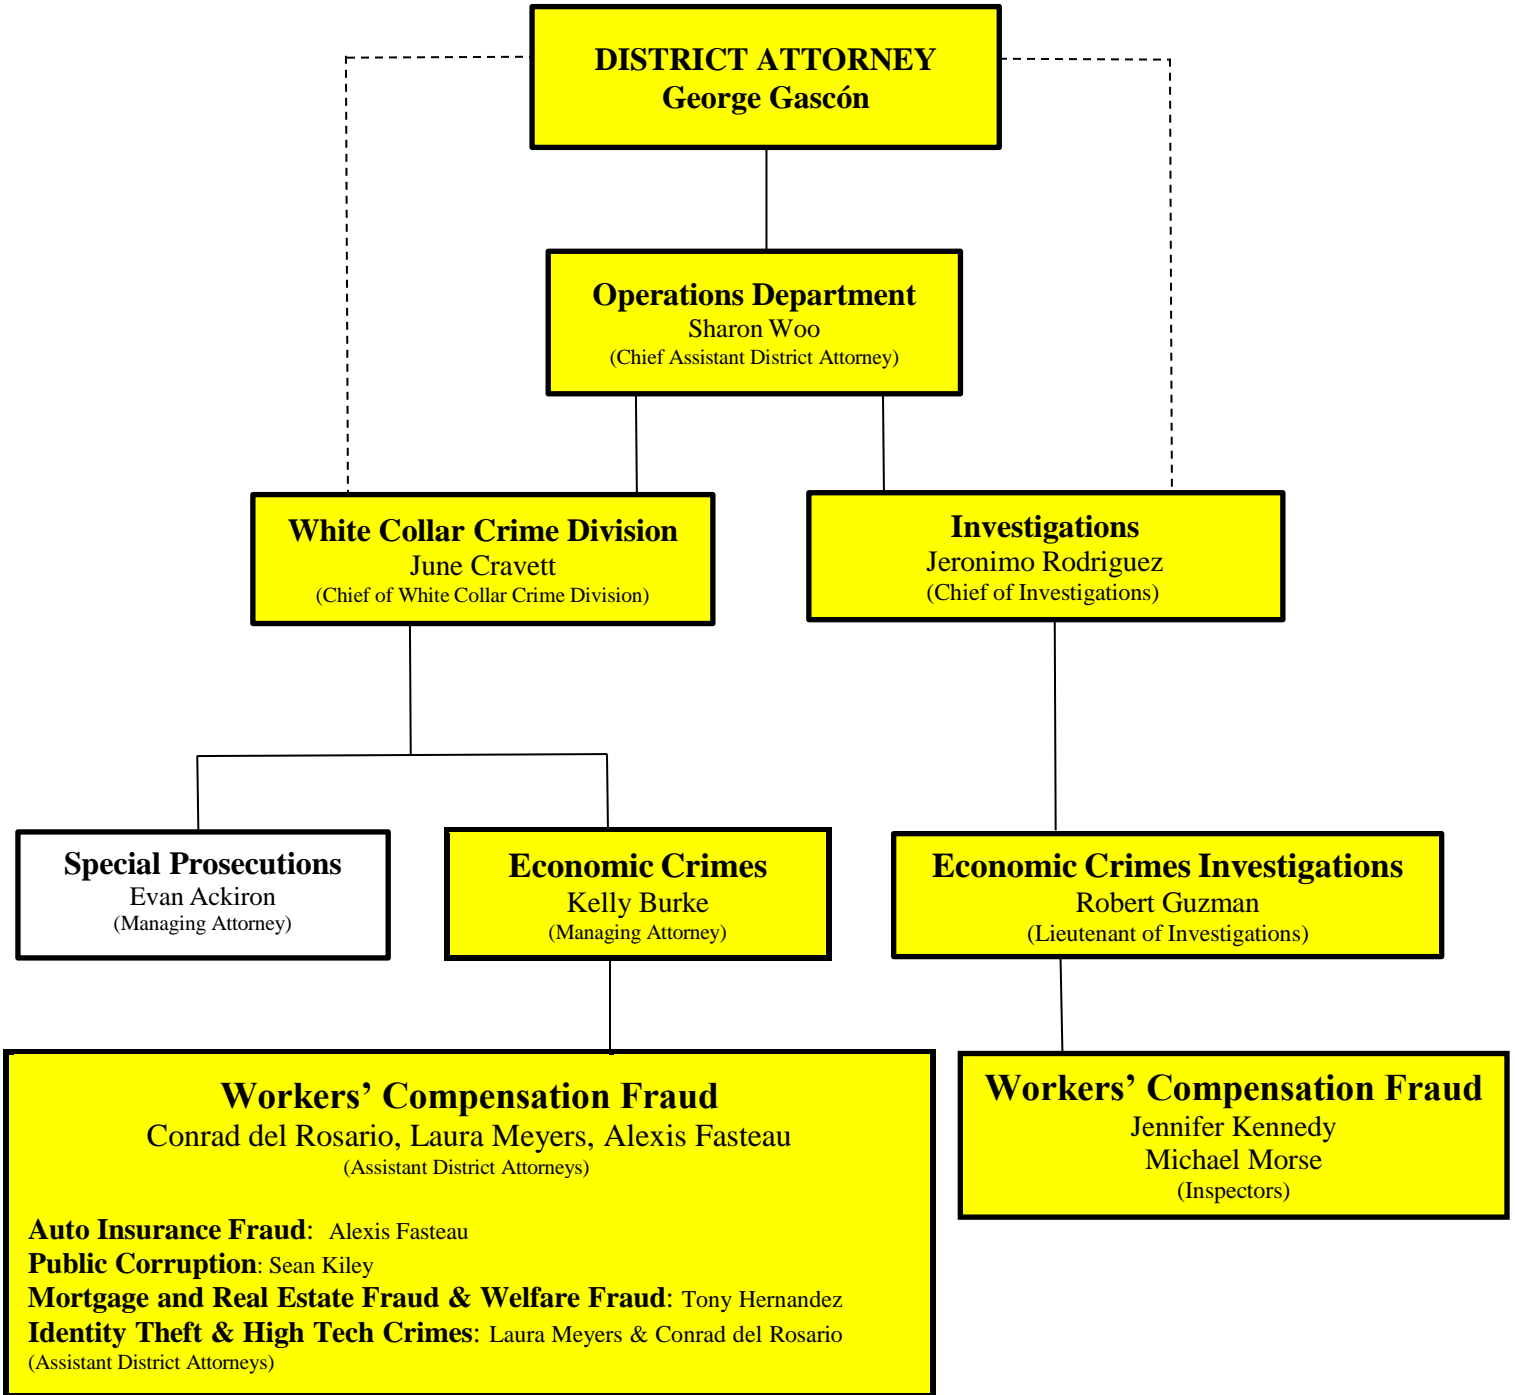 DISTRICT ATTORNEY
George Gascón
Operations Department
Sharon Woo
(Chief Assistant District Attorney)
White Collar Crime Division
June Cravett
(Chief of White Collar Crime Division)
Investigations
Jeronimo Rodriguez
(Chief of Investigations)
Special Prosecutions
Evan Ackiron
(Managing Attorney)
Economic Crimes
Kelly Burke
(Managing Attorney)
Economic Crimes Investigations
Robert Guzman
(Lieutenant of Investigations)
Workers’ Compensation Fraud
Conrad del Rosario, Laura Meyers, Alexis Fasteau
(Assistant District Attorneys)
Auto Insurance Fraud: Alexis Fasteau
Public Corruption: Sean Kiley
Mortgage and Real Estate Fraud & Welfare Fraud: Tony Hernandez
Identity Theft & High Tech Crimes: Laura Meyers & Conrad del Rosario
(Assistant District Attorneys)
Workers’ Compensation Fraud
Jennifer Kennedy
Michael Morse
(Inspectors)